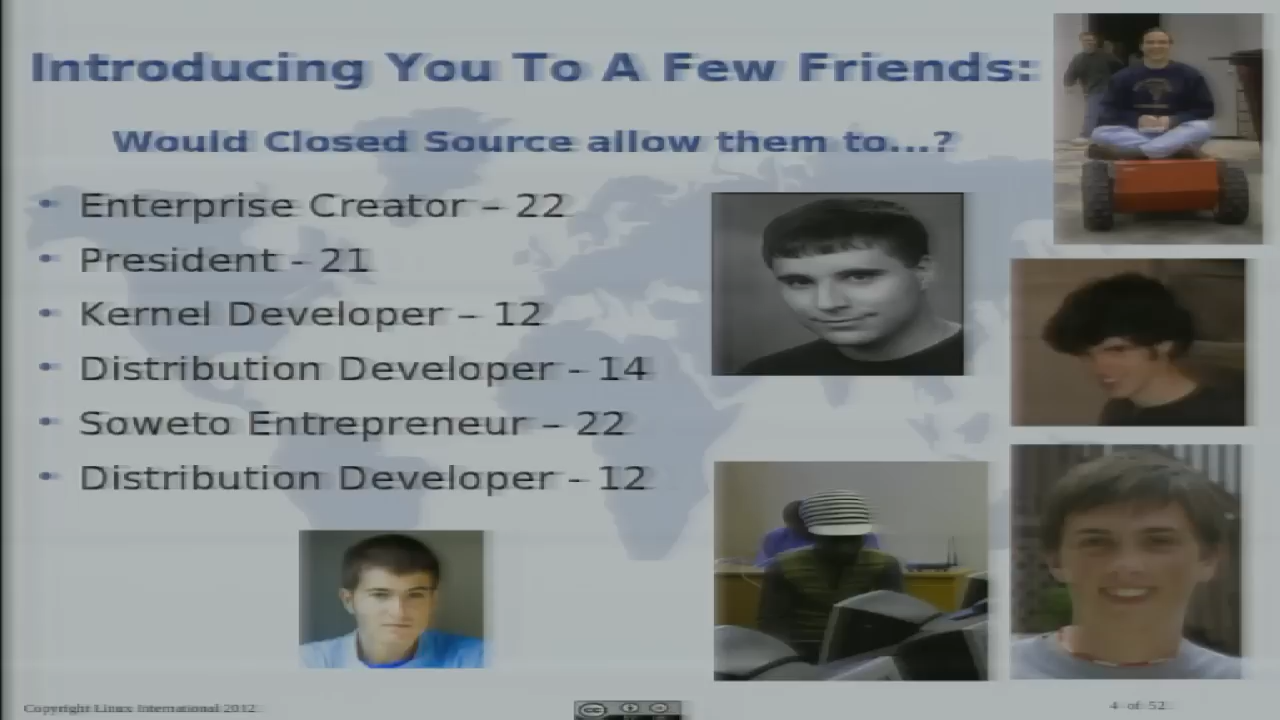 Introducing You To A Few Friends:
Would Closed Source allow them to...?
• Enterprise Creator – 22
• President - 21
• Kernel Developer – 12
• Distribution Developer - 14
• Soweto Entrepreneur – 22
• Distribution Developer - 12
Copyright Linux International 2012
cc
4 of 52